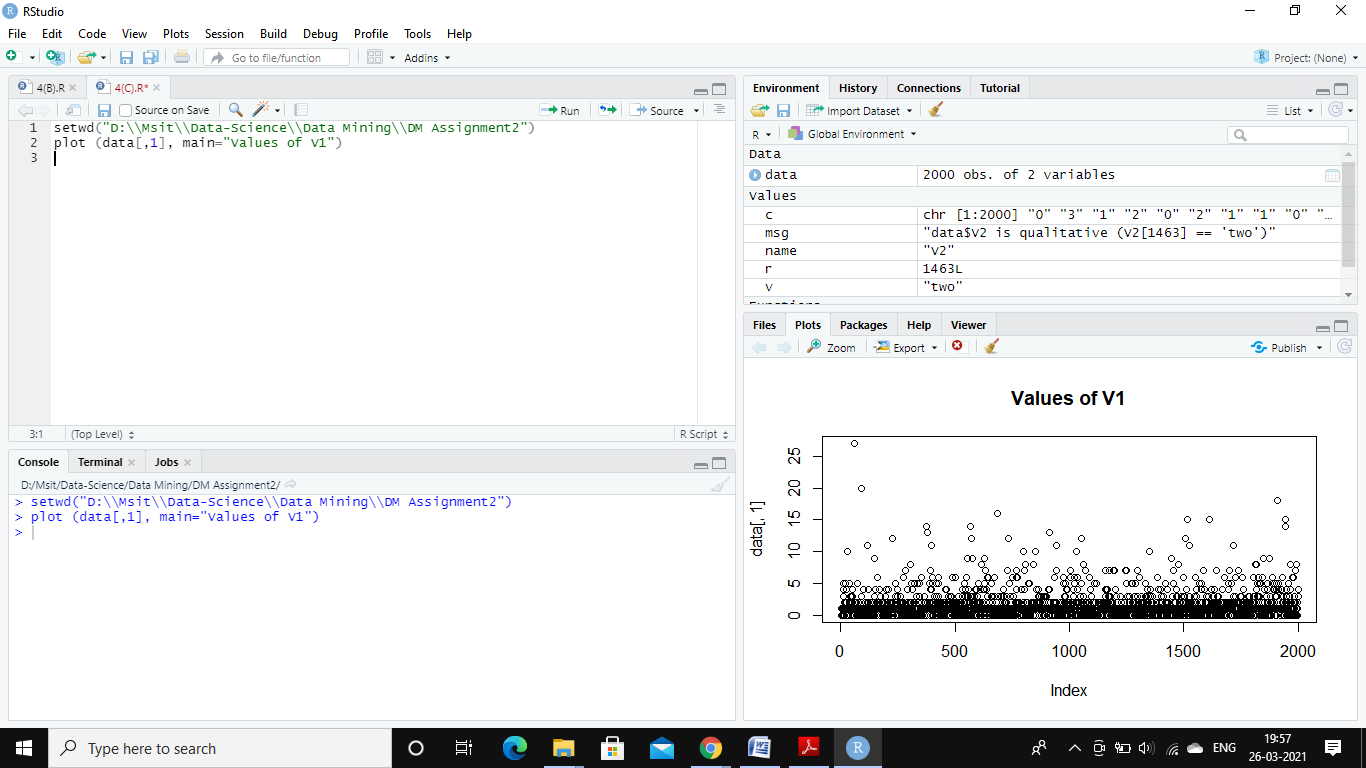 RStudio
File Edit Code View Plots Session Build Debug Profile Tools Help
Go to file/function Addins Project: (None)
4(B).R 4(C).R*
Source on Save Run Source
1 setwd("D:\\Msit\\Data-Science\\Data Mining\\DM Assignment2")
2 plot (data[,1], main="Values of V1")
3
3:1 (Top Level) R Script
Console Terminal Jobs
D:/Msit/Data-Science/Data Mining/DM Assignment2/
> setwd("D:\\Msit\\Data-Science\\Data Mining\\DM Assignment2")
> plot (data[,1], main="Values of V1")
>
Environment History Connections Tutorial
Import Dataset List
R Global Environment
Data
data 2000 obs. of 2 variables
Values
c chr [1:2000] "0" "3" "1" "2" "0" "2" "1" "1" "0" "…
msg "data$V2 is qualitative (V2[1463] == 'two')"
name "V2"
r 1463L
v "two"
Functions
Files Plots Packages Help Viewer
Zoom Export Publish
Values of V1
data[, 1]
25
20
15
10
5
0
0 500 1000 1500 2000
Index
Type here to search
ENG
19:57
26-03-2021